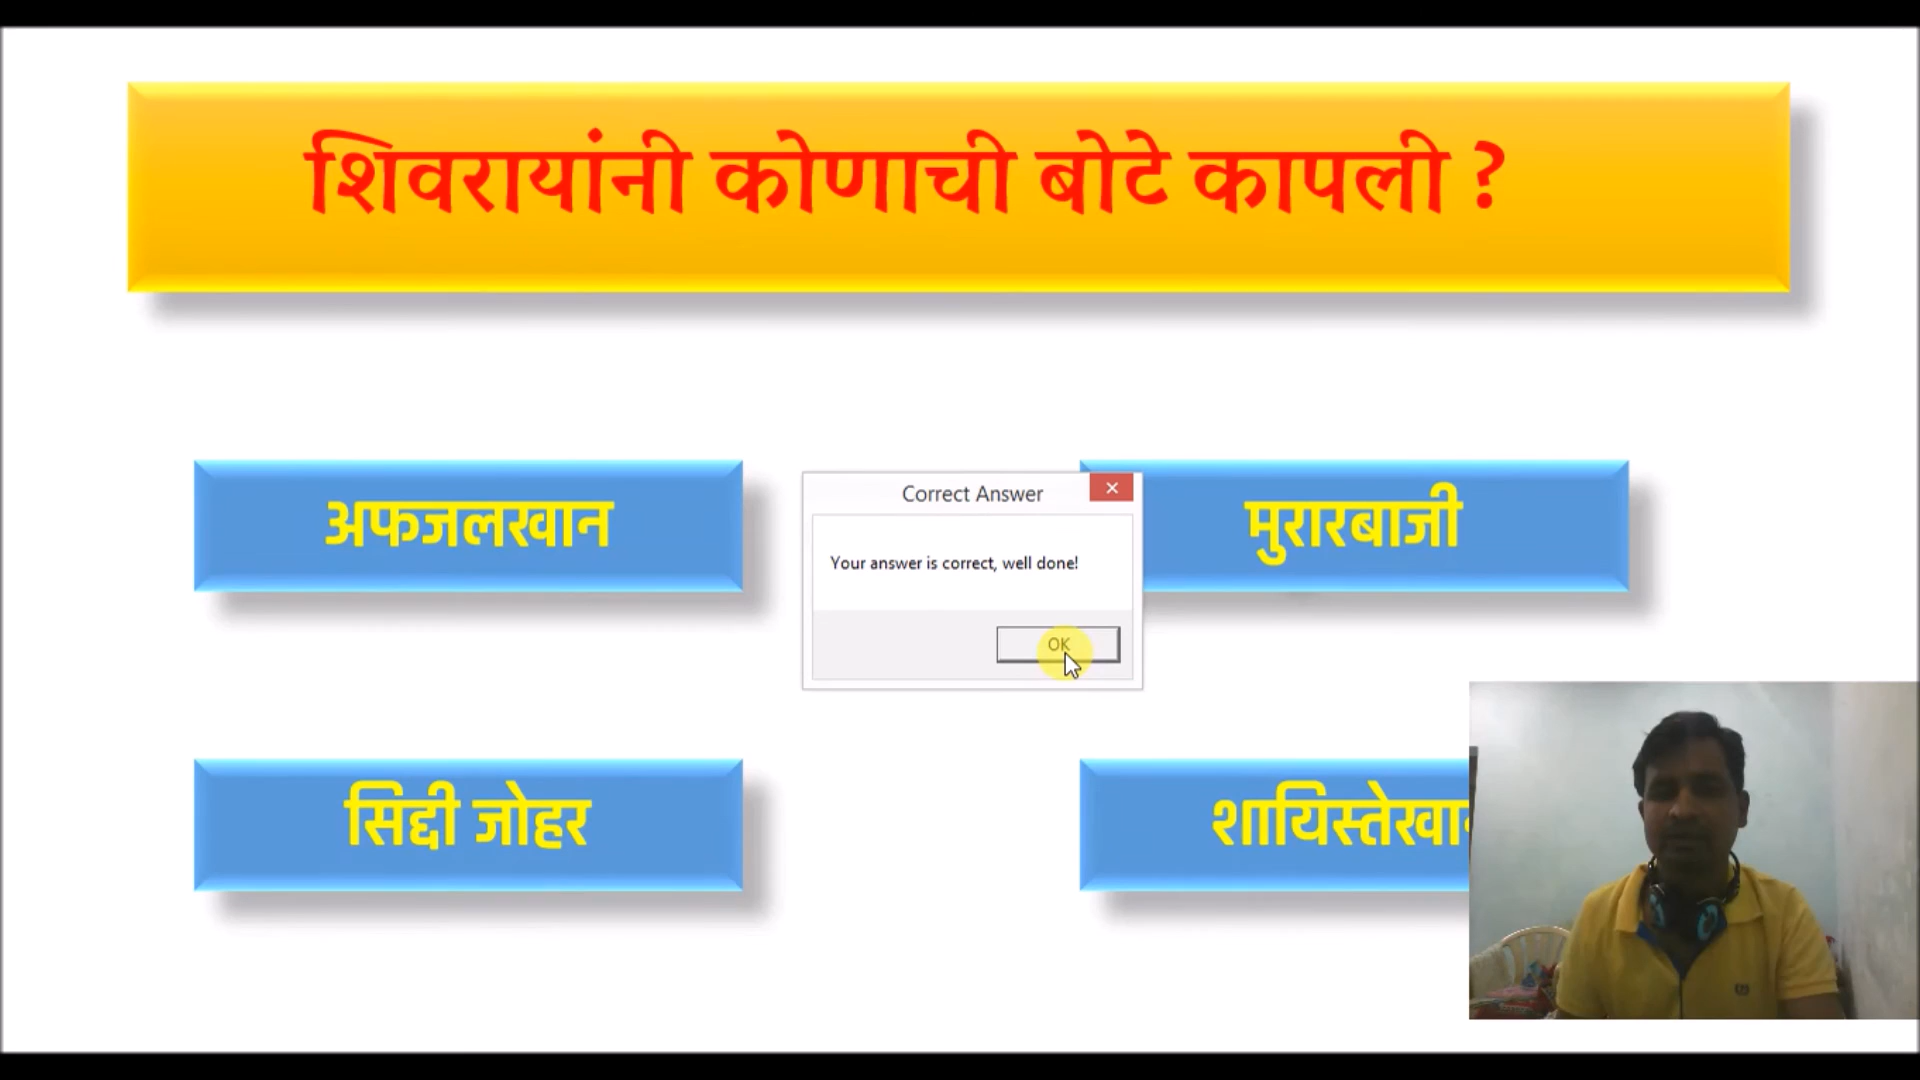 शिवरायांनी कोणाची बोटे कापली ?
अफजलखान
मुरारबाजी
Correct Answer
Your answer is correct, well done!
OK
सिद्दी जोहर